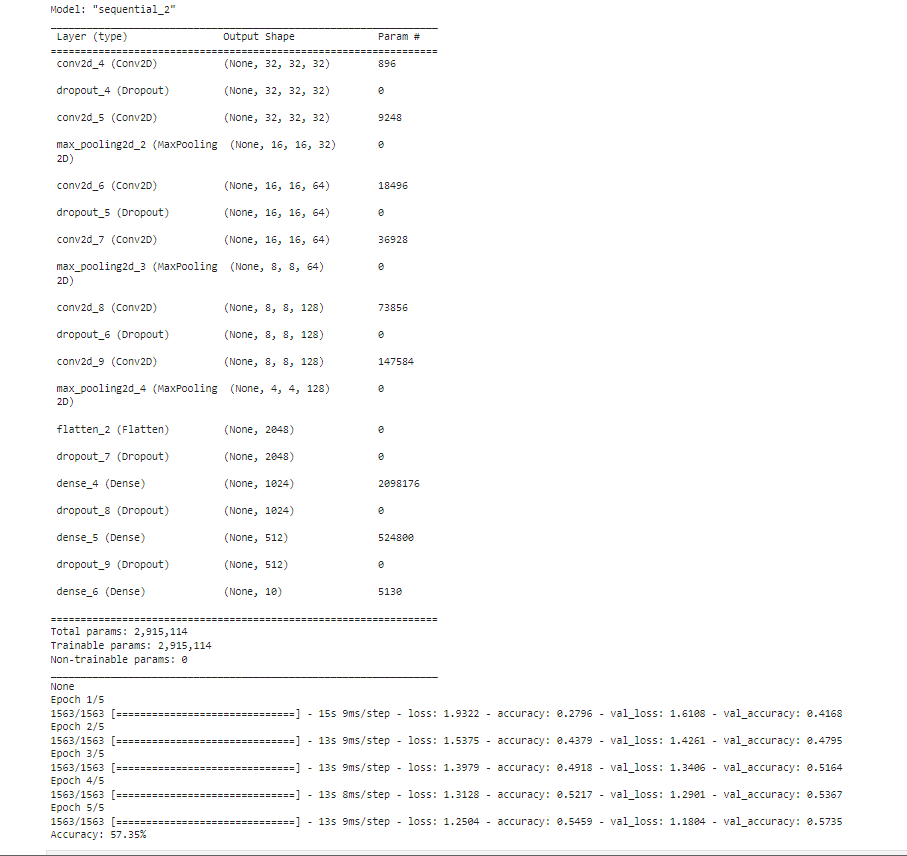 Model: "sequential_2"
_________________________________________________________________
Layer (type) Output Shape Param #
=================================================================
conv2d_4 (Conv2D) (None, 32, 32, 32) 896
dropout_4 (Dropout) (None, 32, 32, 32) 0
conv2d_5 (Conv2D) (None, 32, 32, 32) 9248
max_pooling2d_2 (MaxPooling (None, 16, 16, 32) 0
2D)
conv2d_6 (Conv2D) (None, 16, 16, 64) 18496
dropout_5 (Dropout) (None, 16, 16, 64) 0
conv2d_7 (Conv2D) (None, 16, 16, 64) 36928
max_pooling2d_3 (MaxPooling (None, 8, 8, 64) 0
2D)
conv2d_8 (Conv2D) (None, 8, 8, 128) 73856
dropout_6 (Dropout) (None, 8, 8, 128) 0
conv2d_9 (Conv2D) (None, 8, 8, 128) 147584
max_pooling2d_4 (MaxPooling (None, 4, 4, 128) 0
2D)
flatten_2 (Flatten) (None, 2048) 0
dropout_7 (Dropout) (None, 2048) 0
dense_4 (Dense) (None, 1024) 2098176
dropout_8 (Dropout) (None, 1024) 0
dense_5 (Dense) (None, 512) 524800
dropout_9 (Dropout) (None, 512) 0
dense_6 (Dense) (None, 10) 5130
=================================================================
Total params: 2,915,114
Trainable params: 2,915,114
Non-trainable params: 0
_________________________________________________________________
None
Epoch 1/5
1563/1563 [==============================] - 15s 9ms/step - loss: 1.9322 - accuracy: 0.2796 - val_loss: 1.6108 - val_accuracy: 0.4168
Epoch 2/5
1563/1563 [==============================] - 13s 9ms/step - loss: 1.5375 - accuracy: 0.4379 - val_loss: 1.4261 - val_accuracy: 0.4795
Epoch 3/5
1563/1563 [==============================] - 13s 9ms/step - loss: 1.3979 - accuracy: 0.4918 - val_loss: 1.3406 - val_accuracy: 0.5164
Epoch 4/5
1563/1563 [==============================] - 13s 8ms/step - loss: 1.3128 - accuracy: 0.5217 - val_loss: 1.2901 - val_accuracy: 0.5367
Epoch 5/5
1563/1563 [==============================] - 13s 9ms/step - loss: 1.2504 - accuracy: 0.5459 - val_loss: 1.1804 - val_accuracy: 0.5735
Accuracy: 57.35%